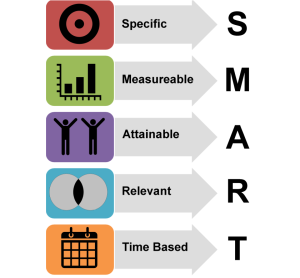 Specific S
Measureable M
Attainable A
Relevant R
Time Based T